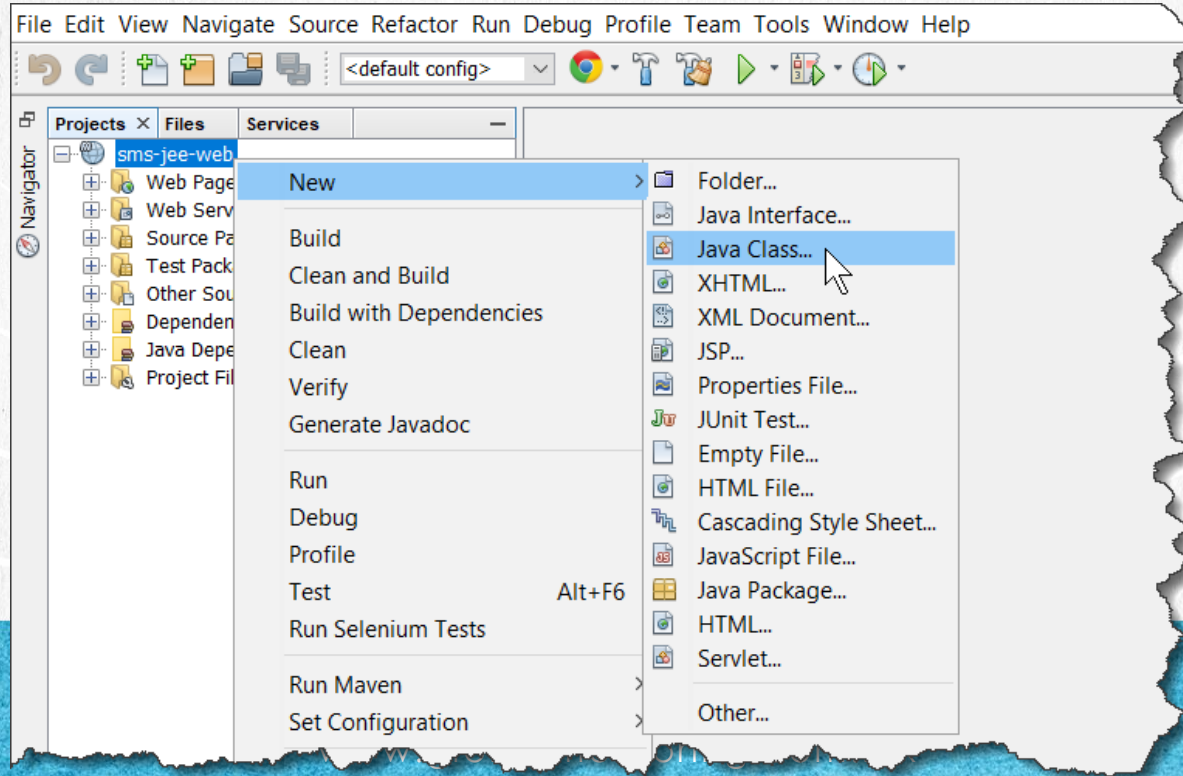 File Edit View Navigate Source Refactor Run Debug Profile Team Tools Window Help
<default config>
Projects Files Services
Navigator
sms-jee-web
Web Page
Web Serv
Source Pa
Test Pack
Other Sou
Dependen
Java Depe
Project Fil
New
Build
Clean and Build
Build with Dependencies
Clean
Verify
Generate Javadoc
Run
Debug
Profile
Test Alt+F6
Run Selenium Tests
Run Maven
Set Configuration
Folder...
Java Interface...
Java Class...
XHTML...
XML Document...
JSP...
Properties File...
JUnit Test...
Empty File...
HTML File...
Cascading Style Sheet...
JavaScript File...
Java Package...
HTML...
Servlet...
Other...